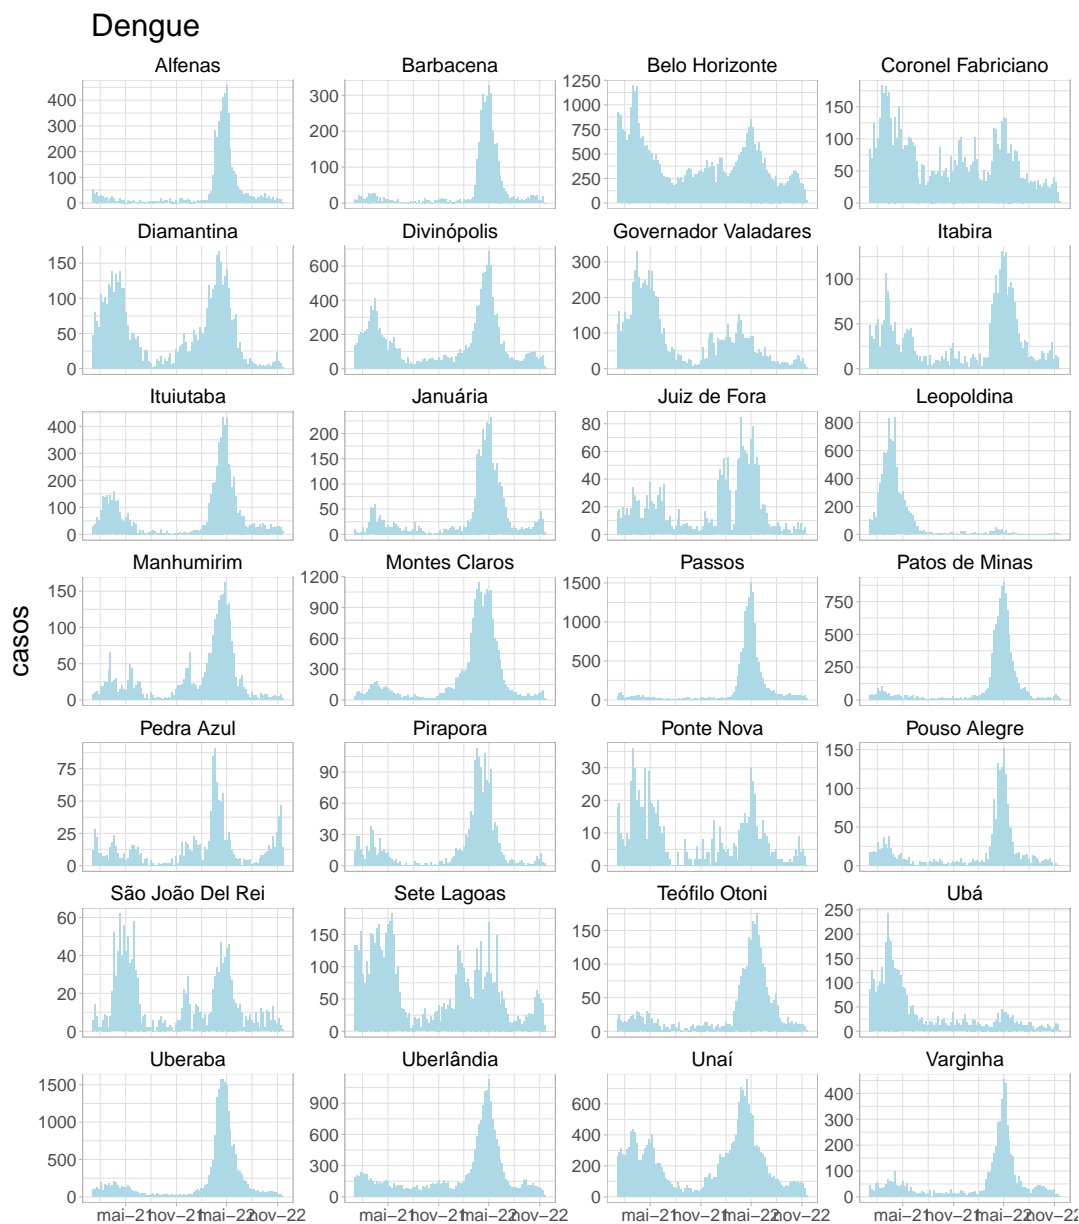 Dengue
Alfenas Barbacena Belo Horizonte Coronel Fabriciano
400 300 200 100 0
300 200 100 0
1250 1000 750 500 250 0
150 100 50 0
Diamantina Divinópolis Governador Valadares Itabira
150 100 50 0
600 400 200 0
300 200 100 0
100 50 0
Ituiutaba Januária Juiz de Fora Leopoldina
400 300 200 100 0
200 150 100 50 0
80 60 40 20 0
800 600 400 200 0
Manhumirim Montes Claros Passos Patos de Minas
150 100 50 0
1200 900 600 300 0
1500 1000 500 0
750 500 250 0
casos
Pedra Azul Pirapora Ponte Nova Pouso Alegre
75 50 25 0
90 60 30 0
30 20 10 0
150 100 50 0
São João Del Rei Sete Lagoas Teófilo Otoni Ubá
60 40 20 0
150 100 50 0
150 100 50 0
250 200 150 100 50 0
Uberaba Uberlândia Unaí Varginha
1500 1000 500 0
900 600 300 0
600 400 200 0
400 300 200 100 0
mai−21 nov−21 mai−22 nov−22 mai−21 nov−21 mai−22 nov−22 mai−21 nov−21 mai−22 nov−22 mai−21 nov−21 mai−22 nov−22